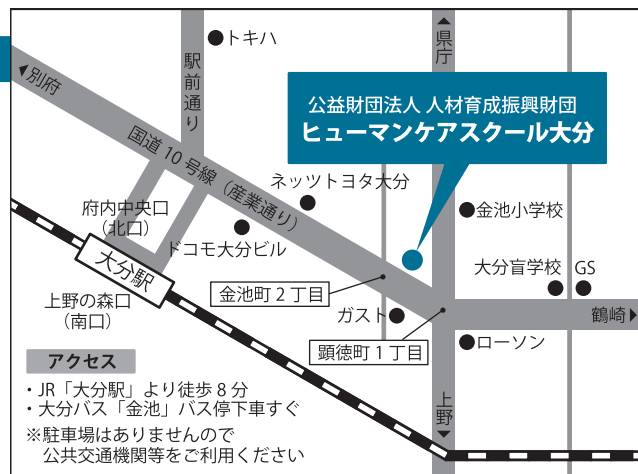 トキハ
▲県庁
◀別府
駅前通り
公益財団法人 人材育成振興財団
ヒューマンケアスクール大分
国道10号線（産業通り）
ネッツトヨタ大分
府内中央口
（北口）
ドコモ大分ビル
金池小学校
大分駅
大分盲学校
GS
上野の森口
（南口）
金池町2丁目
ガスト
鶴崎▶
顕徳町1丁目
ローソン
上野▼
アクセス
・JR「大分駅」より徒歩8分
・大分バス「金池」バス停下車すぐ
※駐車場はありませんので
公共交通機関等をご利用ください